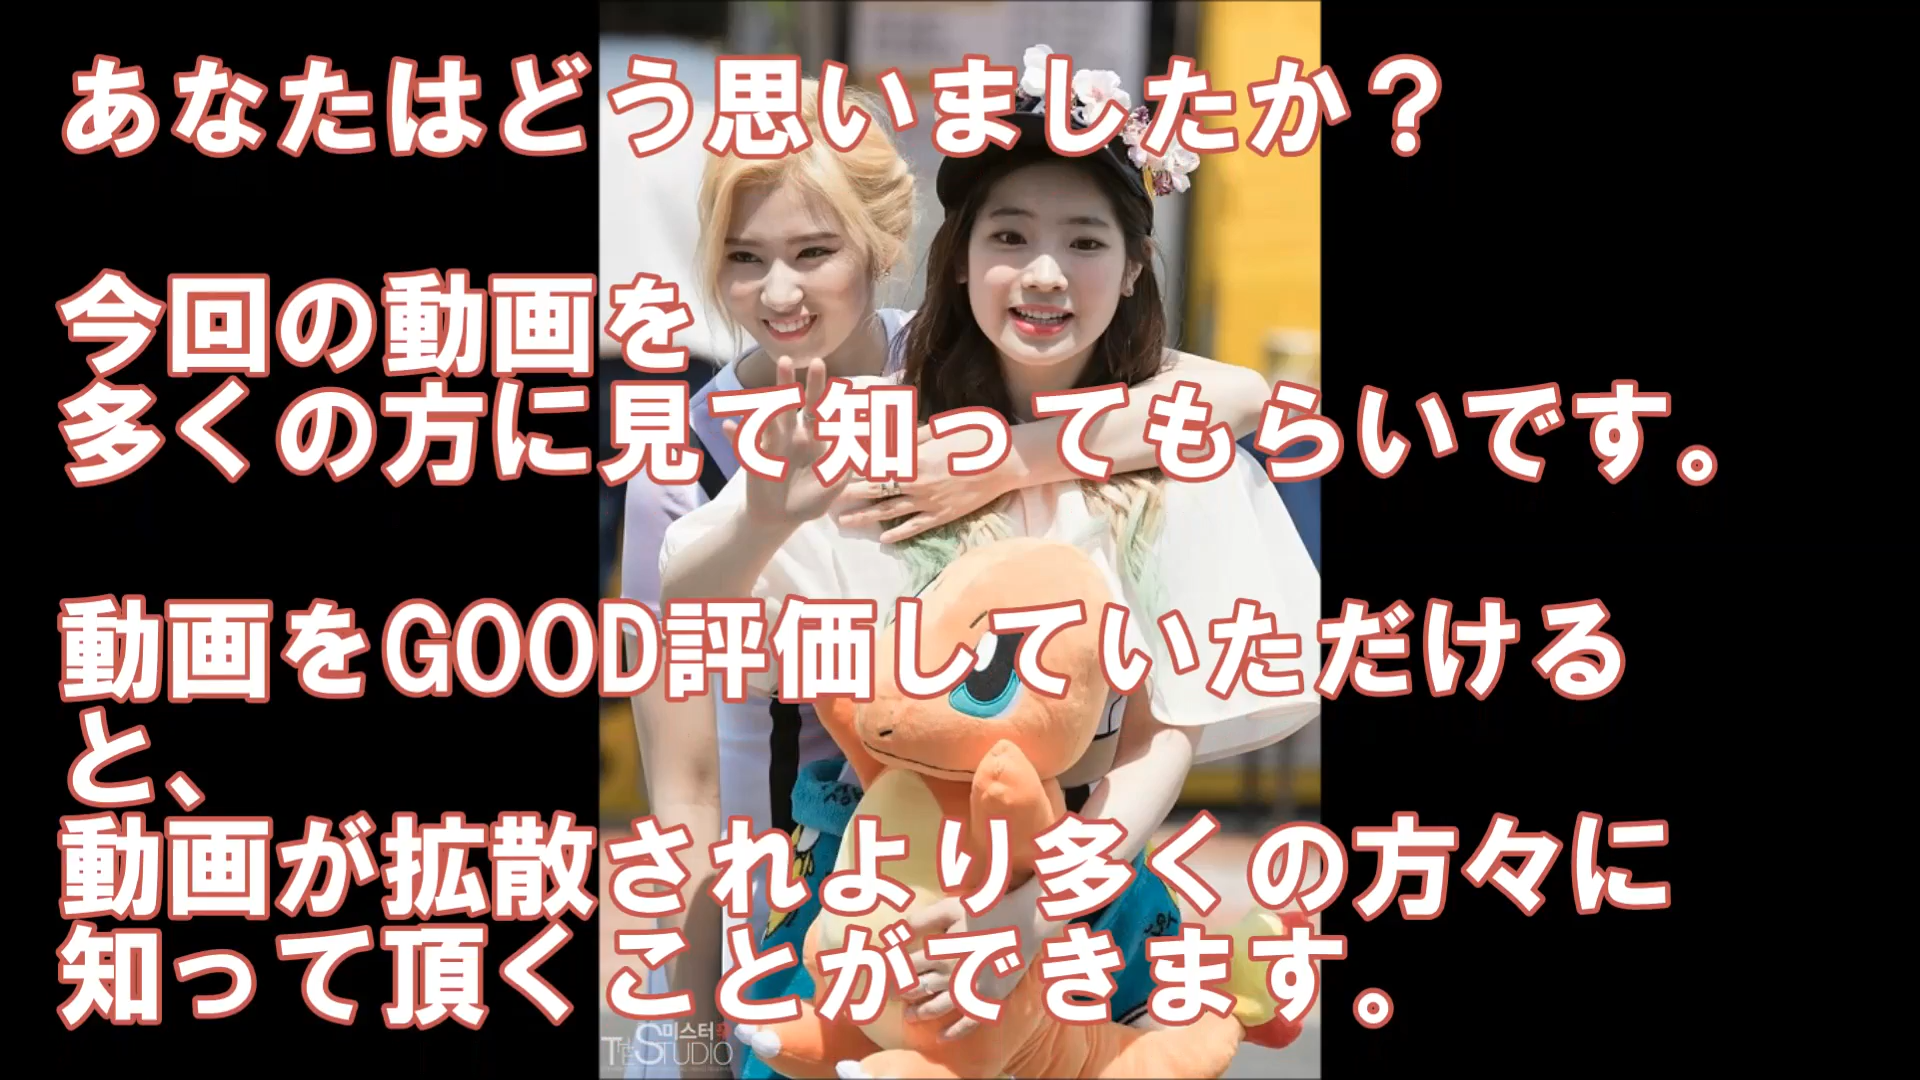 あなたはどう思いましたか？
今回の動画を
多くの方に見て知ってもらいです。
動画をGOOD評価していただける
と、
動画が拡散されより多くの方々に
知って頂くことができます。
미스터
THE STUDIO